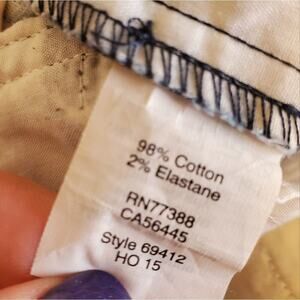 98% Cotton
2% Elastane
RN77388
CA56445
Style 69412
HO 15